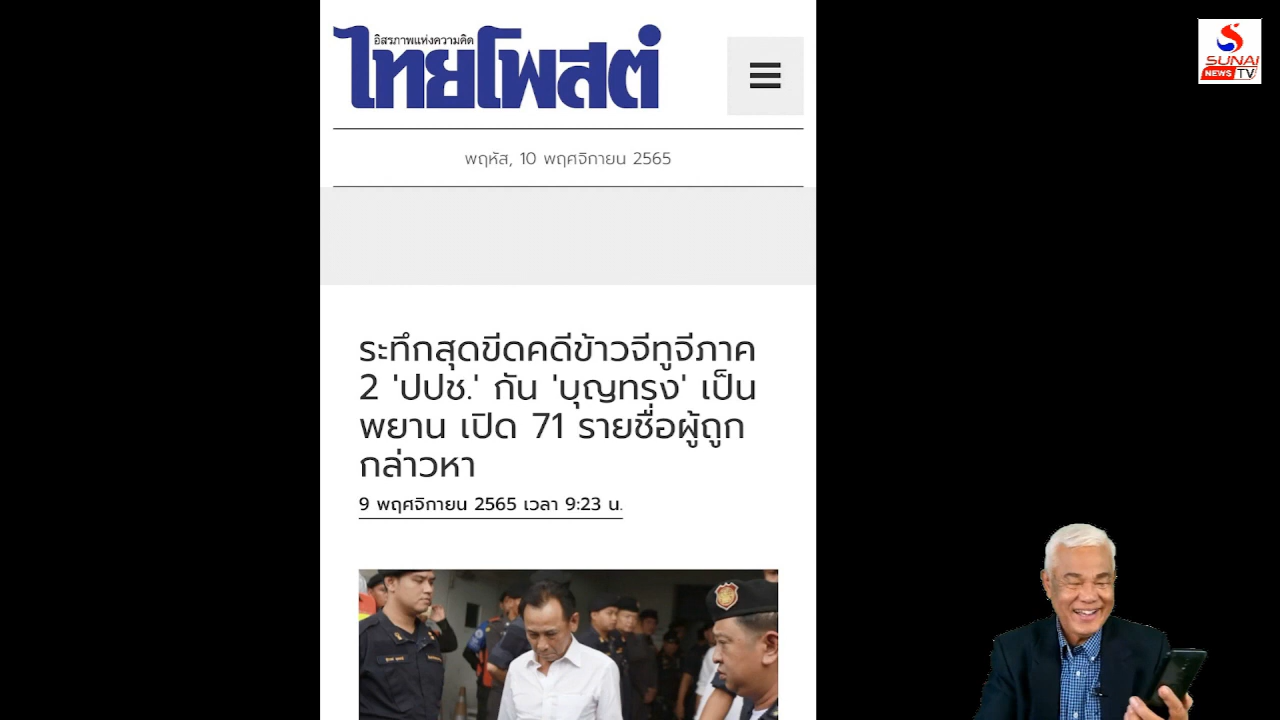 อิสรภาพแห่งความคิด
ไทยโพสต์
SUNAI
NEWS TV
พฤหัส, 10 พฤศจิกายน 2565
ระทึกสุดขีดคดีข้าวจีทูจีภาค
2 'ปปช.' กัน 'บุญทรง' เป็น
พยาน เปิด 71 รายชื่อผู้ถูก
กล่าวหา
9 พฤศจิกายน 2565 เวลา 9:23 น.